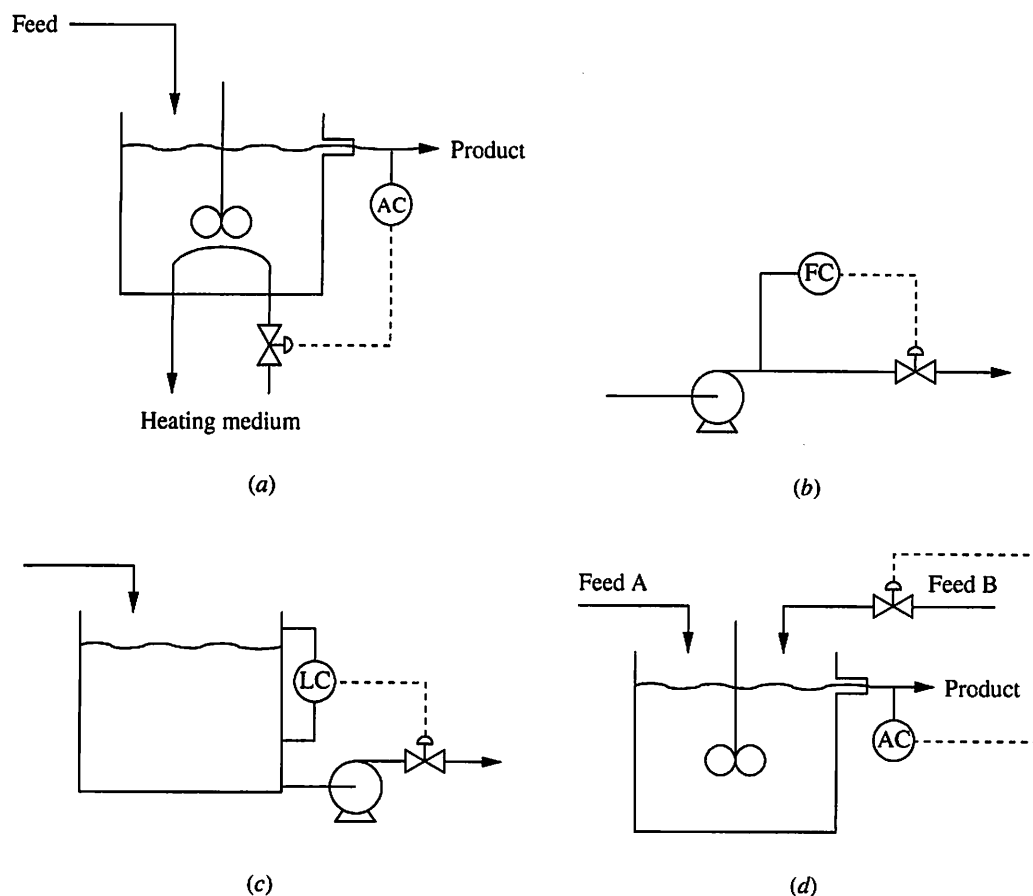 Feed
Product
AC
Heating medium
(a)
FC
(b)
LC
(c)
Feed A
Feed B
Product
AC
(d)